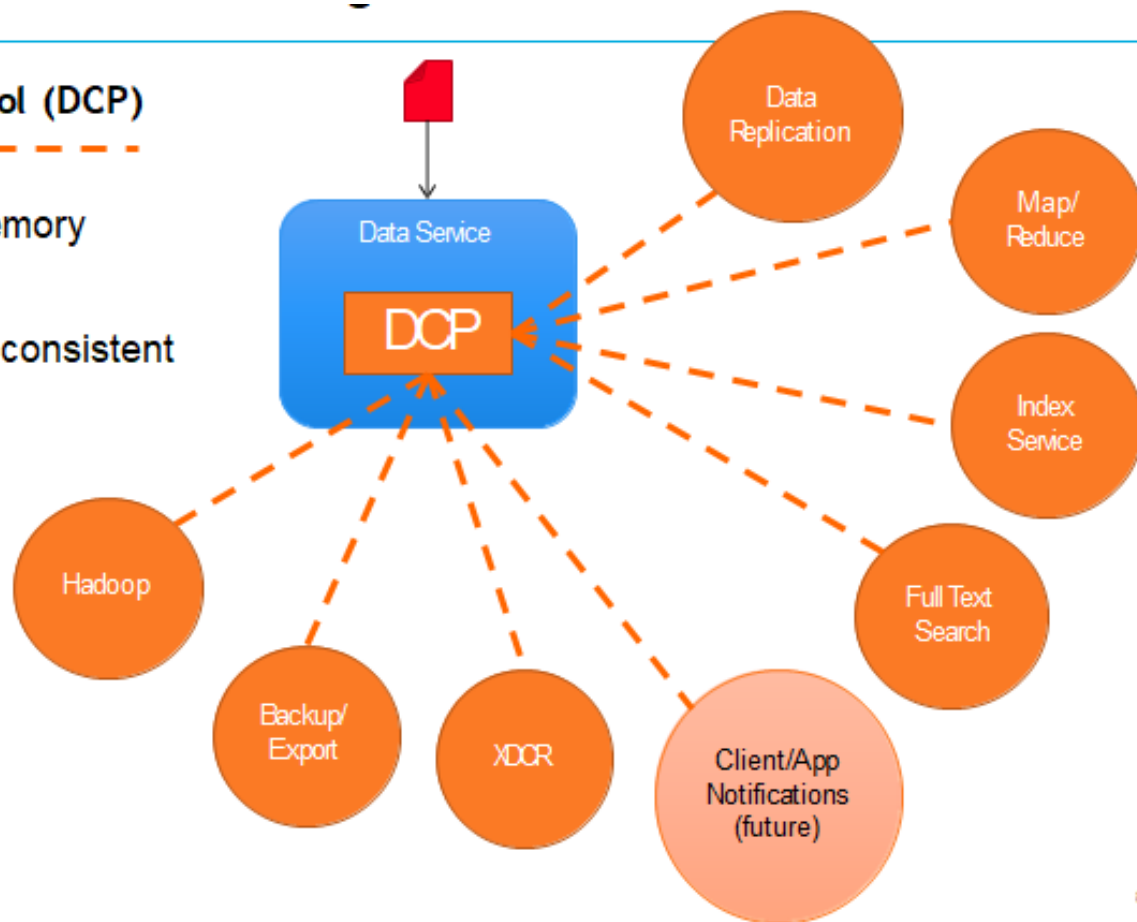 ol (DCP)
emory
consistent
Data Service
DCP
Data
Replication
Map/
Reduce
Index
Service
Full Text
Search
Client/App
Notifications
(future)
XDCR
Backup/
Export
Hadoop